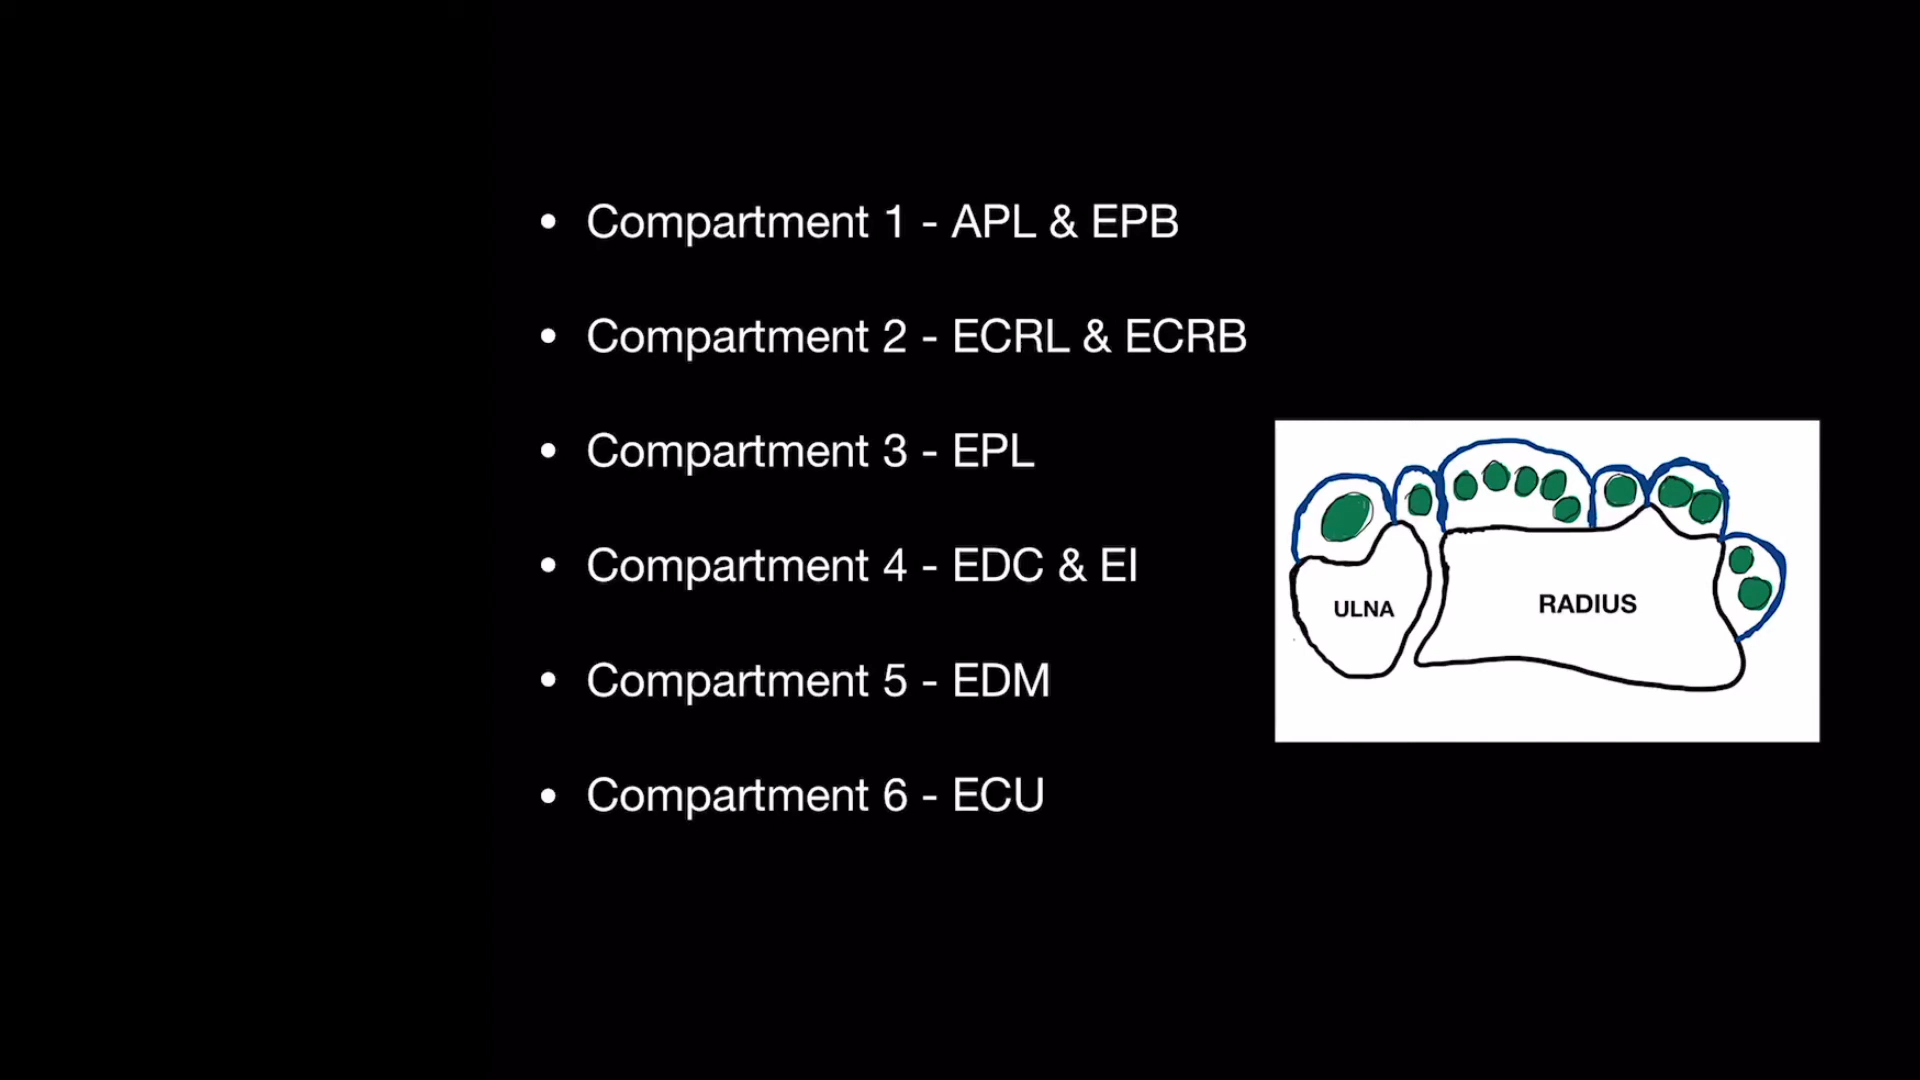 • Compartment 1 - APL & EPB
• Compartment 2 - ECRL & ECRB
• Compartment 3 - EPL
• Compartment 4 - EDC & EI
• Compartment 5 - EDM
• Compartment 6 - ECU
ULNA
RADIUS